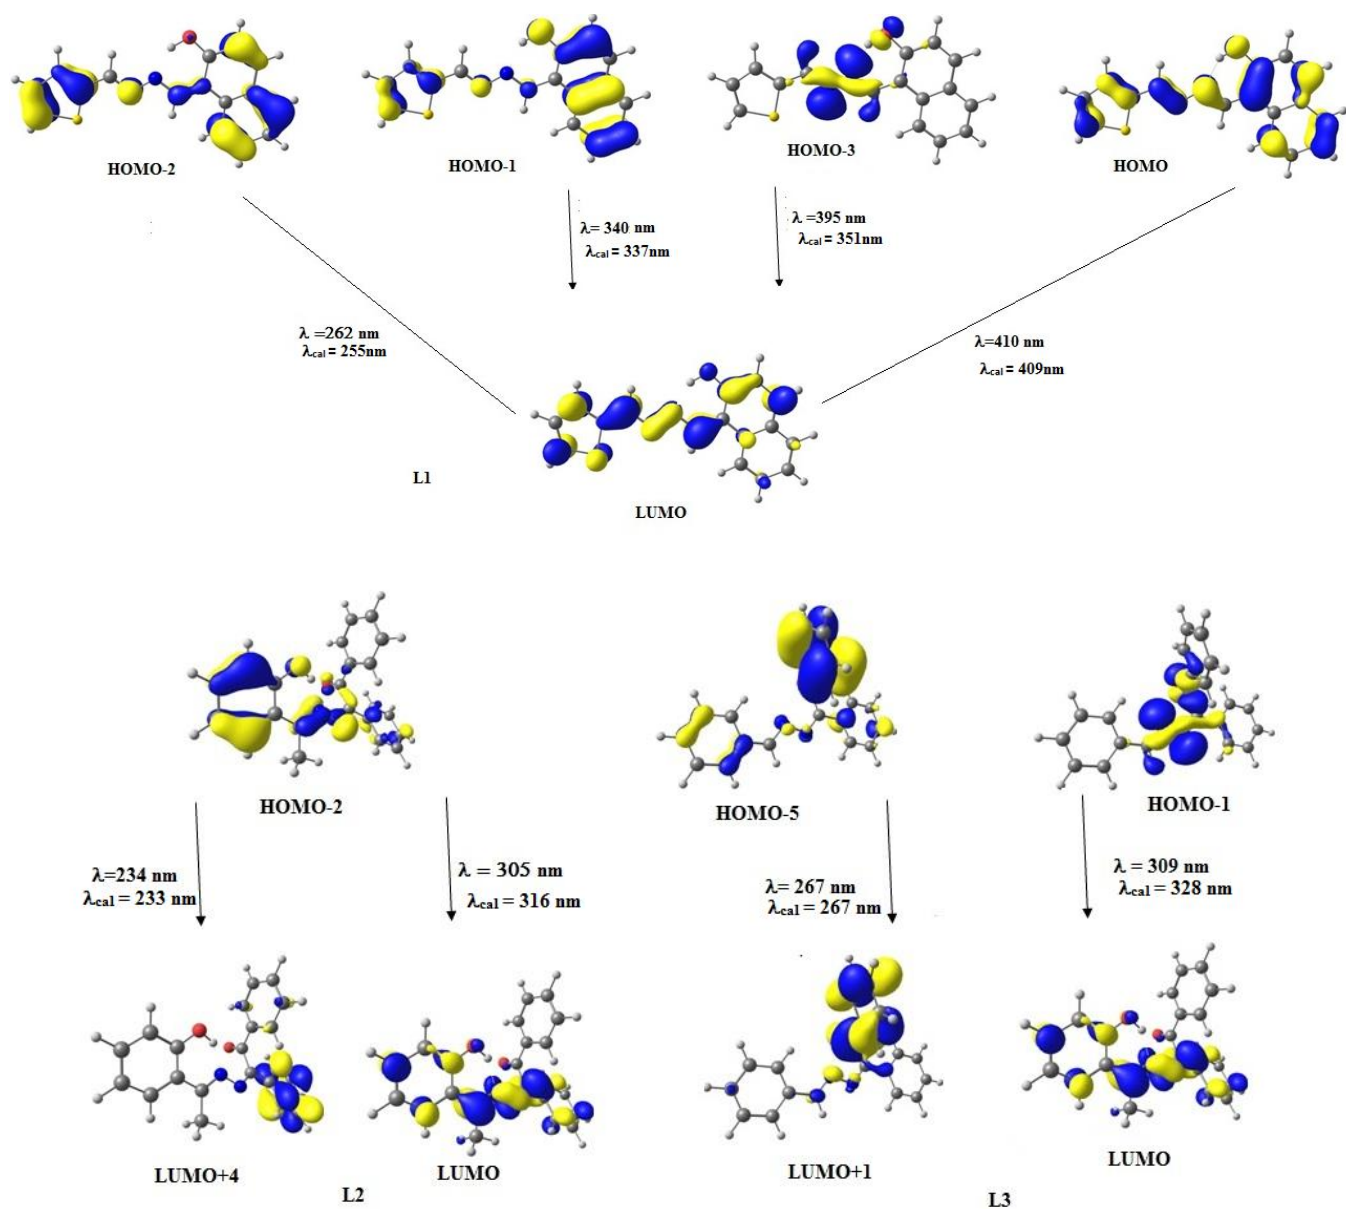 HOMO-2
HOMO-1
HOMO-3
HOMO
λ= 340 nm
λcal = 337nm
λ =395 nm
λcal = 351nm
λ =262 nm
λcal = 255nm
λ=410 nm
λcal = 409nm
L1
LUMO
HOMO-2
HOMO-5
HOMO-1
λ=234 nm
λcal = 233 nm
λ = 305 nm
λcal = 316 nm
λ= 267 nm
λcal = 267 nm
λ = 309 nm
λcal = 328 nm
LUMO+4
LUMO
LUMO+1
LUMO
L2
L3